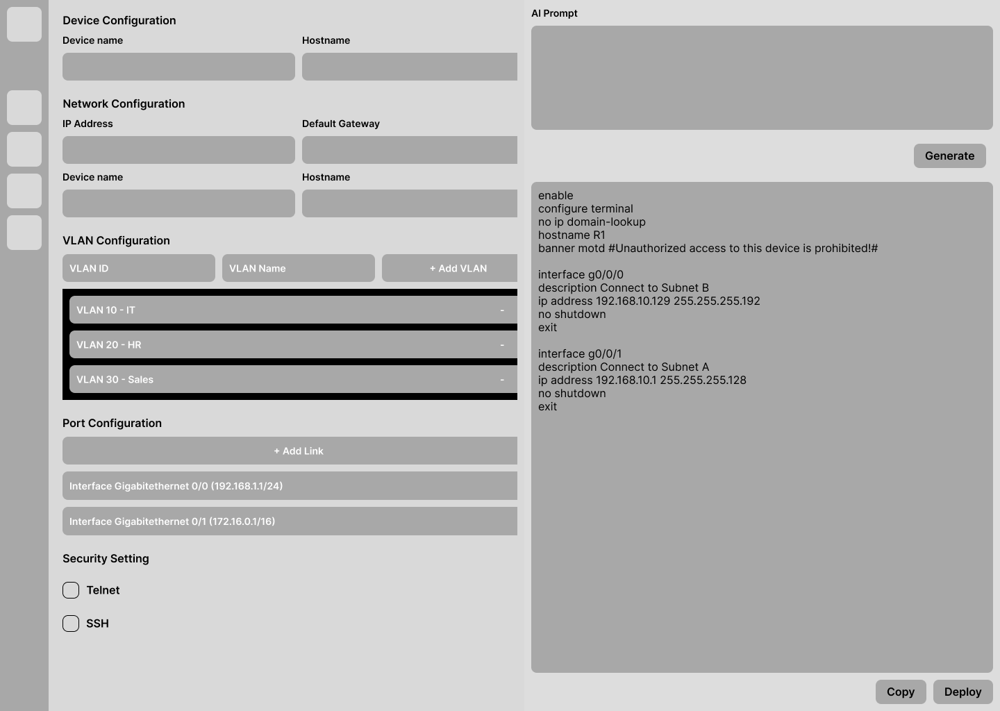 Device Configuration
Device name
Hostname
Network Configuration
IP Address
Default Gateway
Device name
Hostname
VLAN Configuration
VLAN ID
VLAN Name
+ Add VLAN
VLAN 10 - IT -
VLAN 20 - HR -
VLAN 30 - Sales -
Port Configuration
+ Add Link
Interface Gigabitethernet 0/0 (192.168.1.1/24)
Interface Gigabitethernet 0/1 (172.16.0.1/16)
Security Setting
Telnet
SSH
AI Prompt
Generate
enable
configure terminal
no ip domain-lookup
hostname R1
banner motd #Unauthorized access to this device is prohibited!#
interface g0/0/0
description Connect to Subnet B
ip address 192.168.10.129 255.255.255.192
no shutdown
exit
interface g0/0/1
description Connect to Subnet A
ip address 192.168.10.1 255.255.255.128
no shutdown
exit
Copy
Deploy